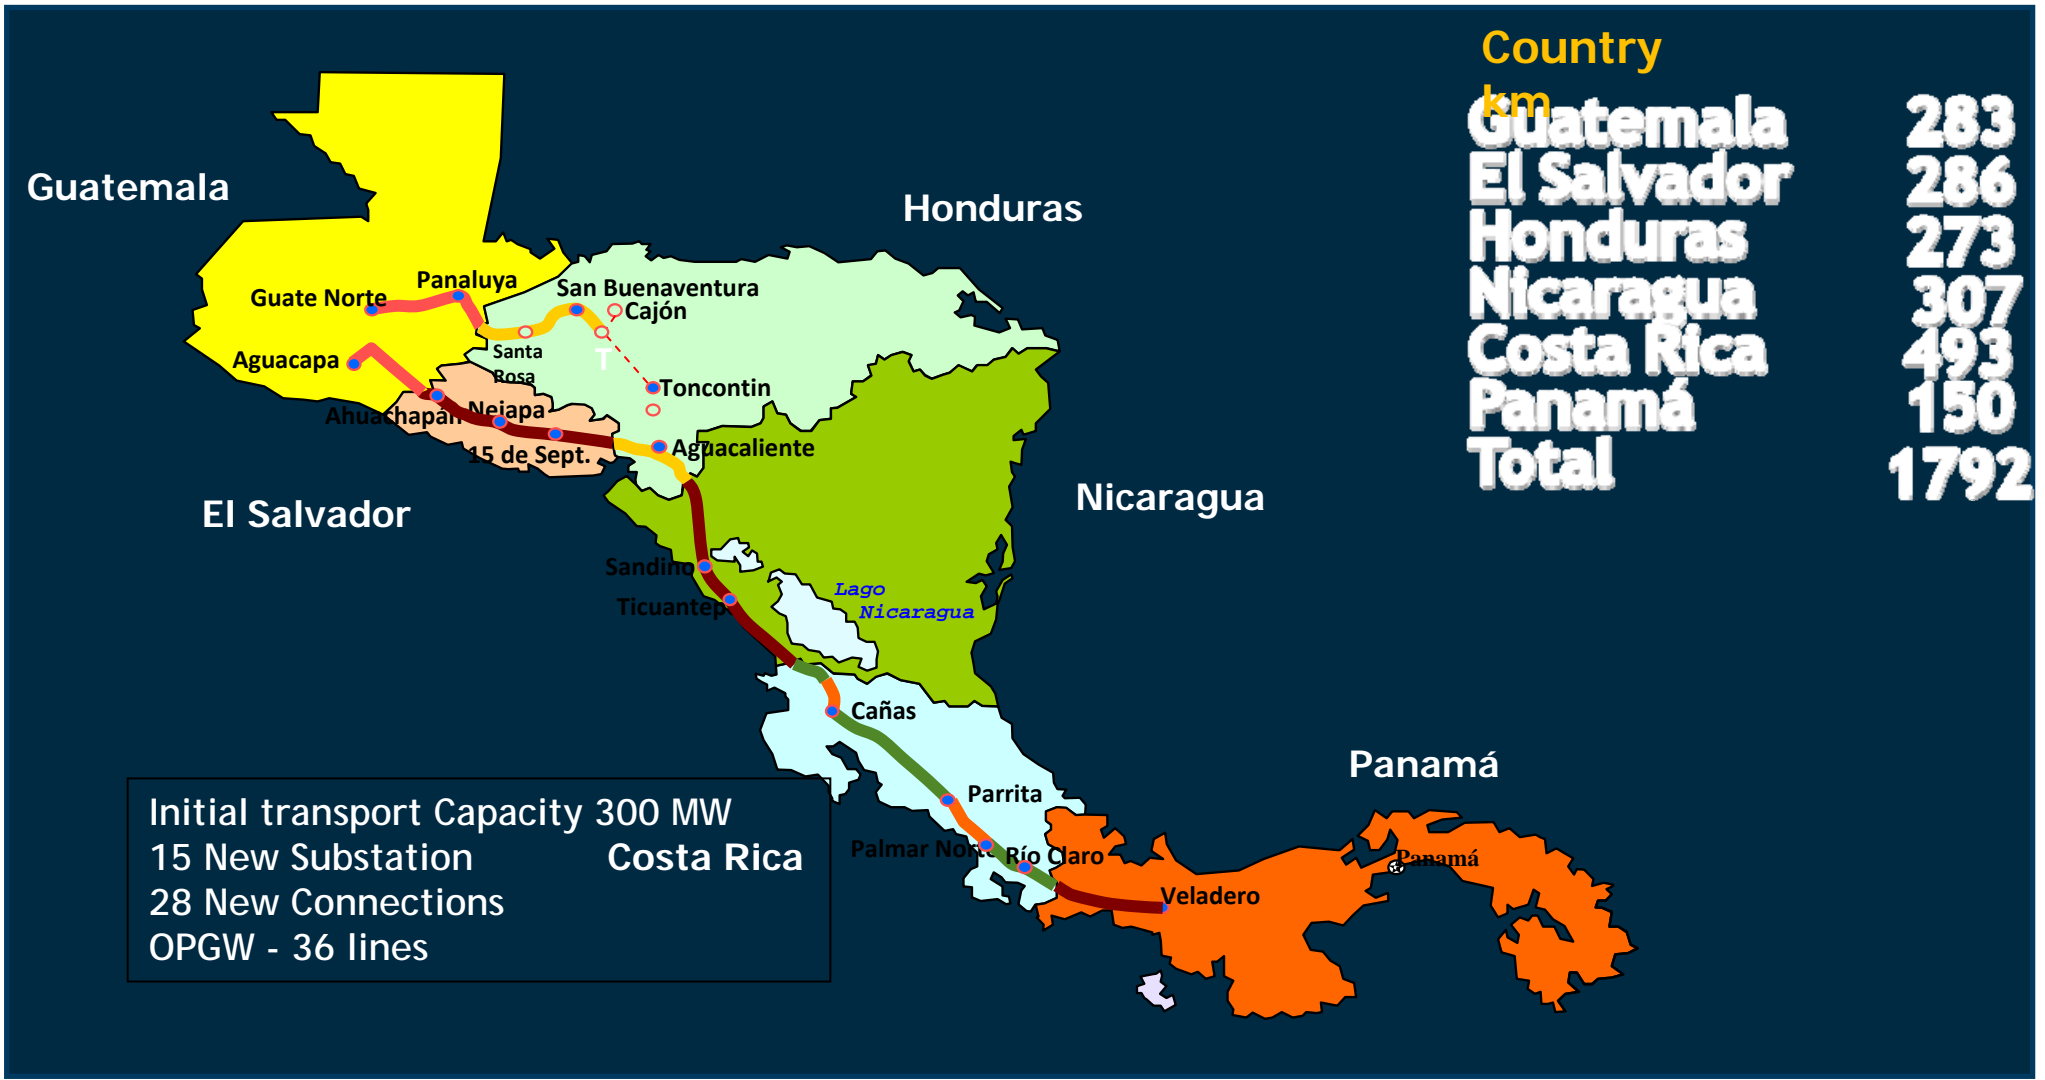 Country
km
Guatemala 283
El Salvador 286
Honduras 273
Nicaragua 307
Costa Rica 493
Panamá 150
Total 1792
Guatemala
Honduras
Panaluya
Guate Norte
San Buenaventura
Cajón
Aguacapa
Santa
Rosa
T
Toncontin
Ahuachapán
Nejapa
15 de Sept.
Aguacaliente
El Salvador
Nicaragua
Sandino
Ticuantep
Lago
Nicaragua
Cañas
Panamá
Parrita
Palmar Norte
Río Claro
Panamá
Veladero
Initial transport Capacity 300 MW
15 New Substation
Costa Rica
28 New Connections
OPGW - 36 lines